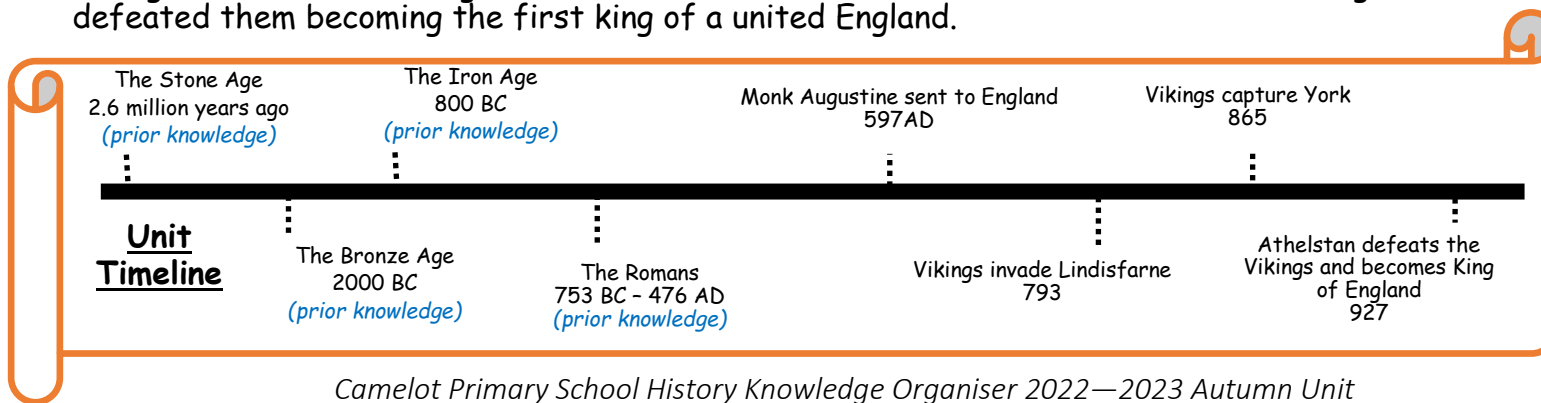 defeated them becoming the first king of a united England.
The Stone Age
2.6 million years ago
(prior knowledge)
The Iron Age
800 BC
(prior knowledge)
Monk Augustine sent to England
597AD
Vikings capture York
865
Unit
Timeline
The Bronze Age
2000 BC
(prior knowledge)
The Romans
753 BC – 476 AD
(prior knowledge)
Vikings invade Lindisfarne
793
Athelstan defeats the
Vikings and becomes King
of England
927
Camelot Primary School History Knowledge Organiser 2022—2023 Autumn Unit